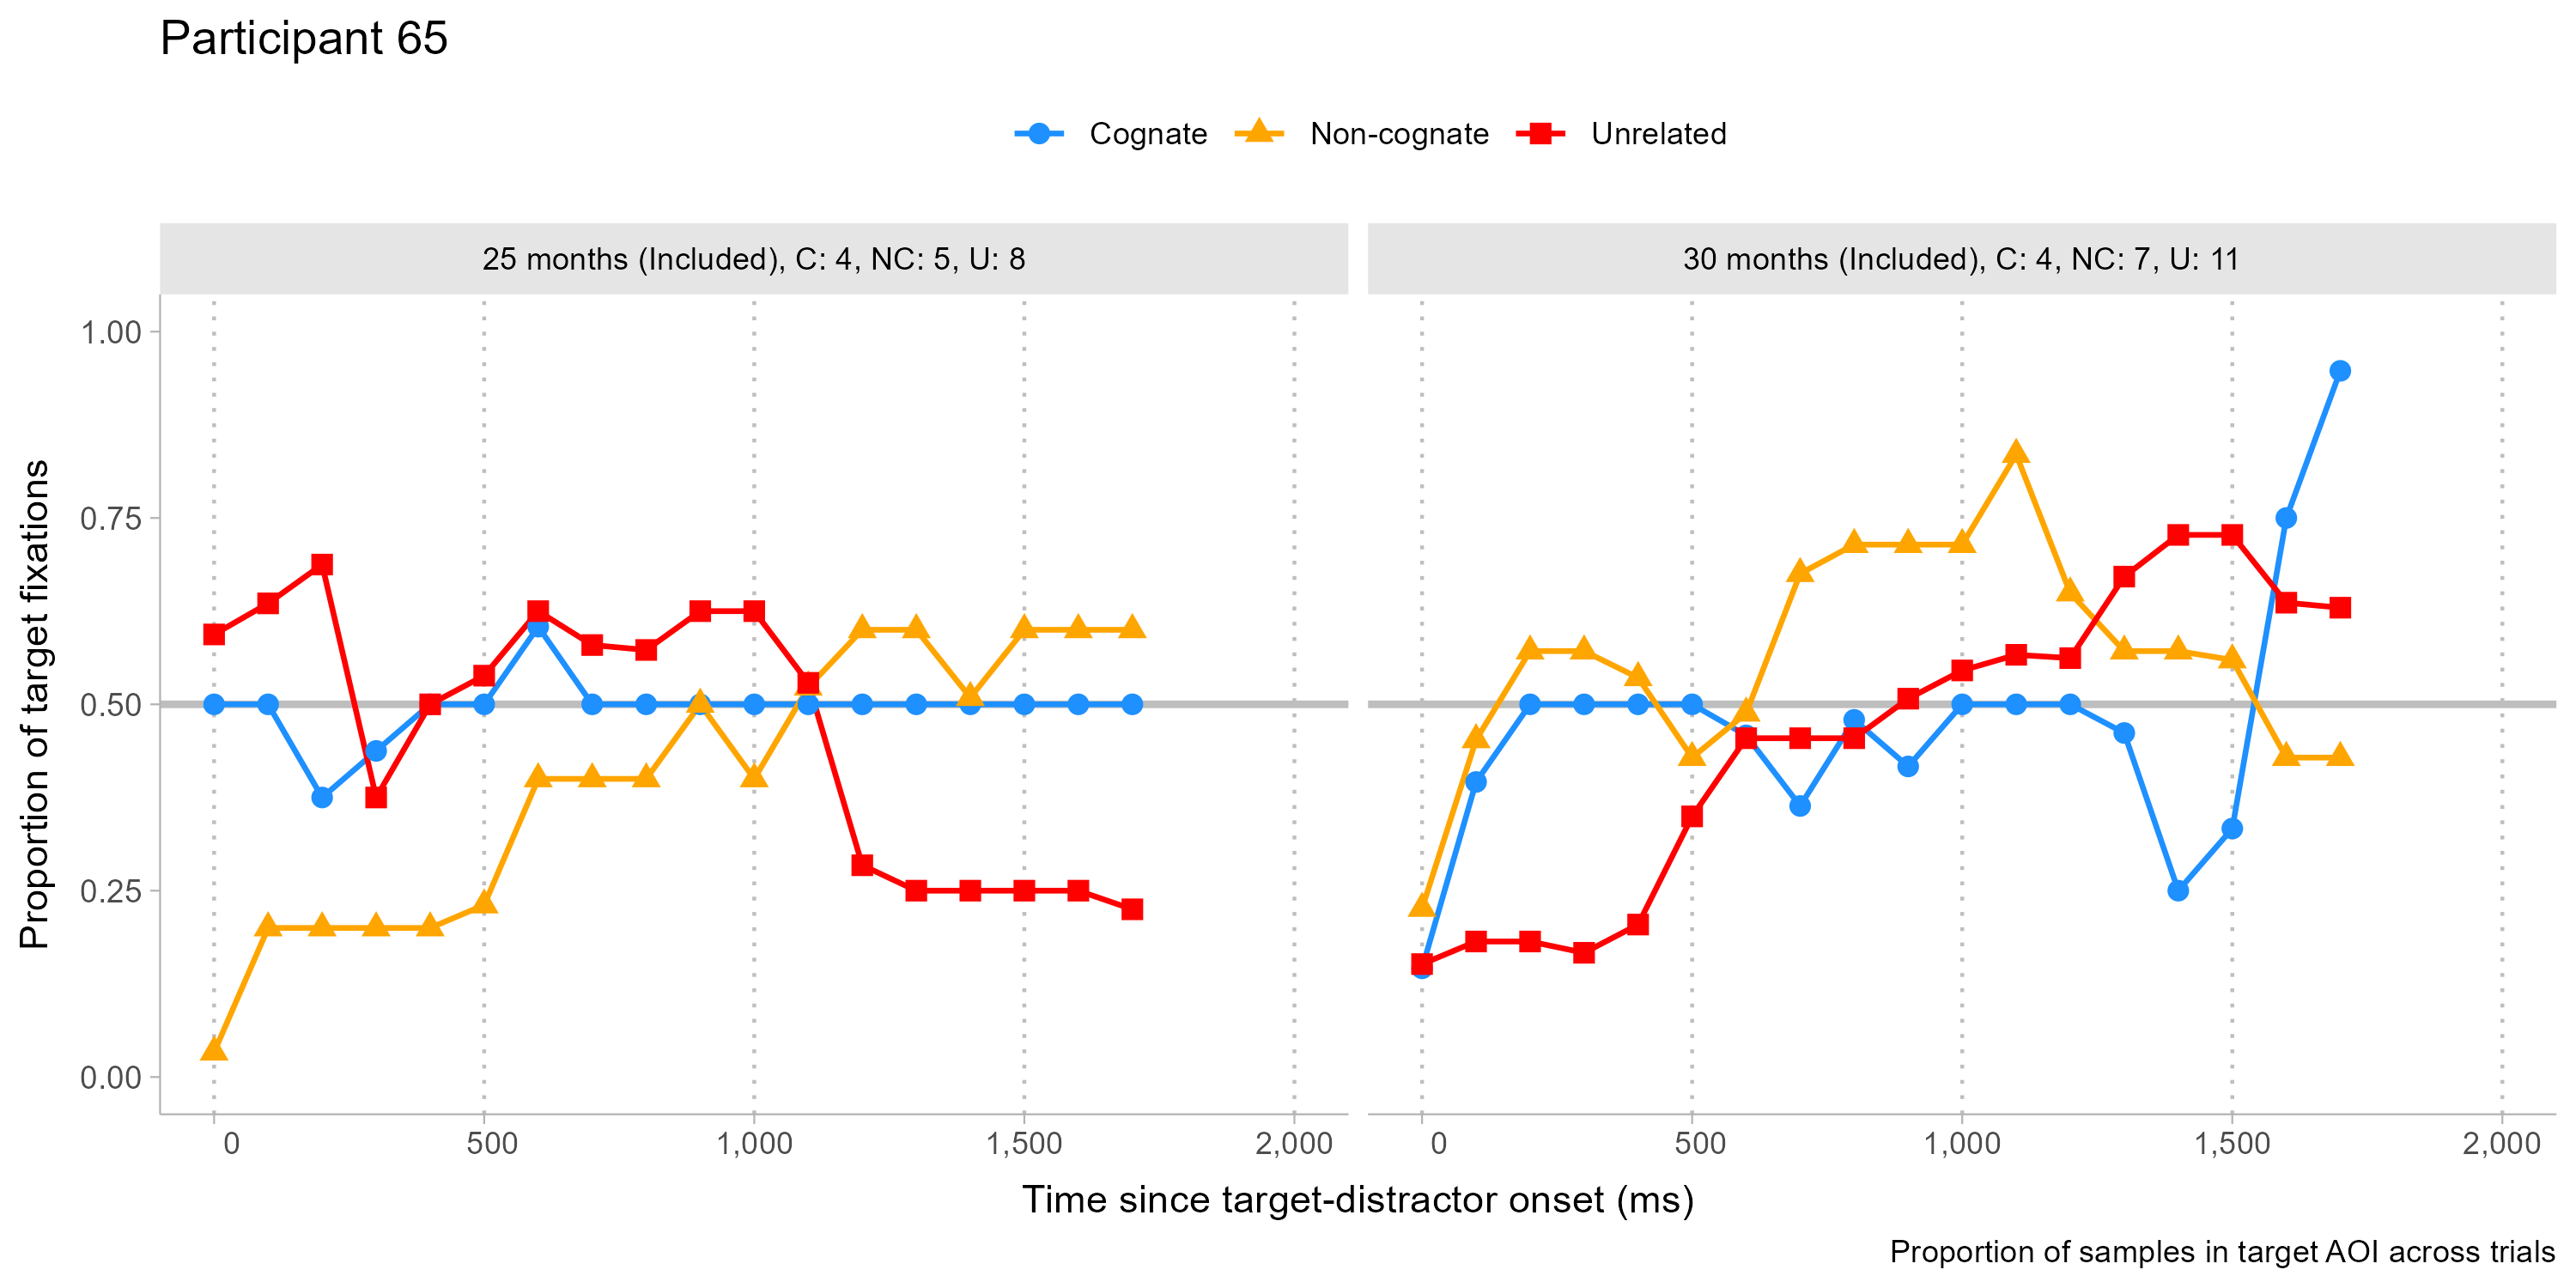 Participant 65
Cognate Non-cognate Unrelated
25 months (Included), C: 4, NC: 5, U: 8
30 months (Included), C: 4, NC: 7, U: 11
Proportion of target fixations
1.00
0.75
0.50
0.25
0.00
0 500 1,000 1,500 2,000
0 500 1,000 1,500 2,000
Time since target-distractor onset (ms)
Proportion of samples in target AOI across trials